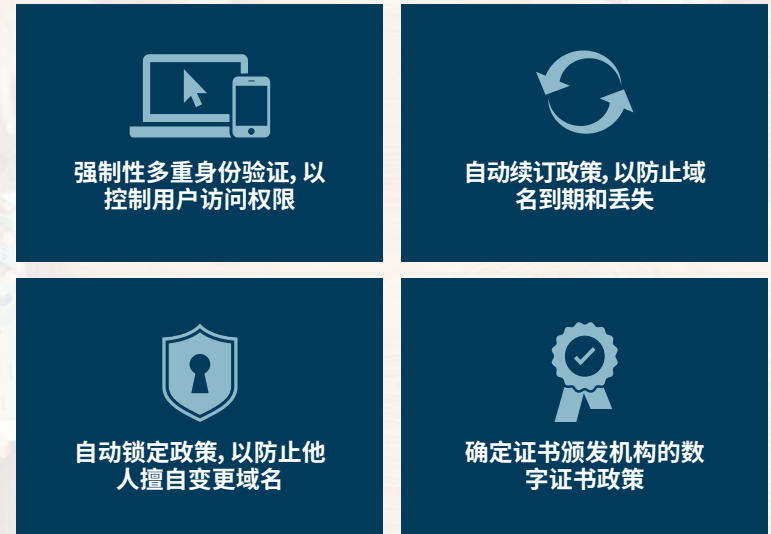 强制性多重身份验证，以
控制用户访问权限
自动续订政策，以防止域
名到期和丢失
自动锁定政策，以防止他
人擅自变更域名
确定证书颁发机构的数
字证书政策